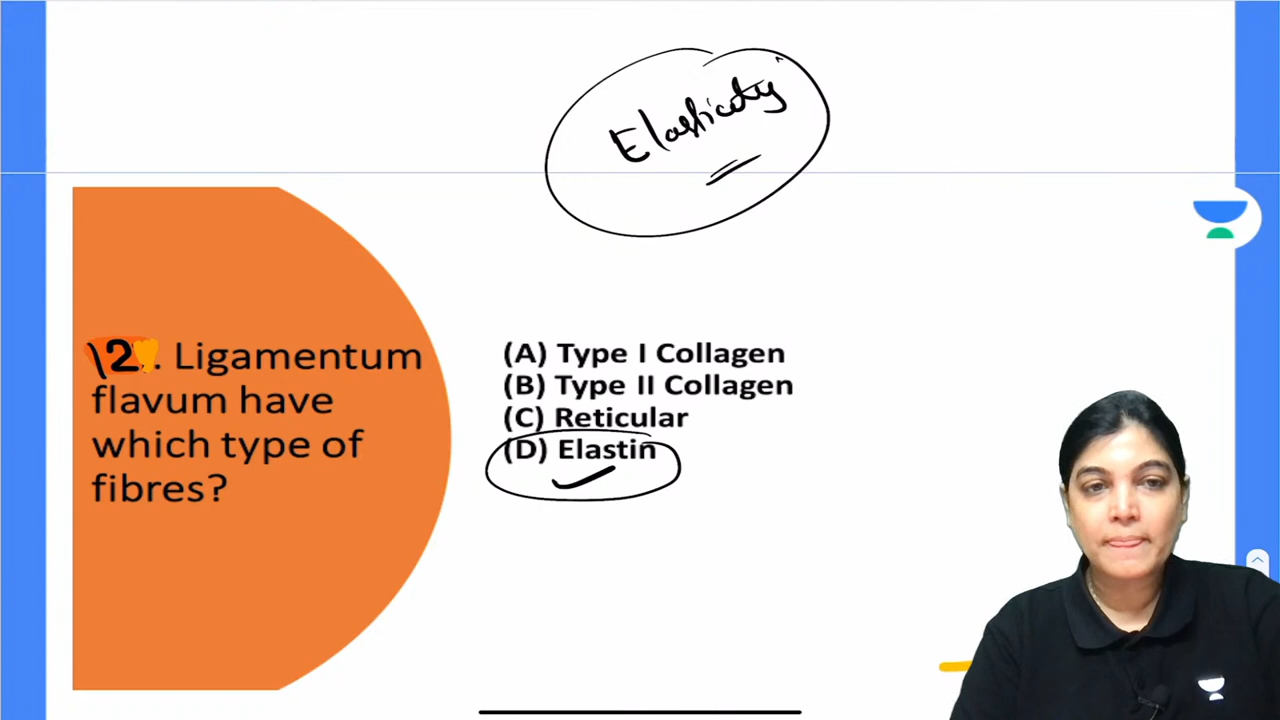 Elasticity
12. Ligamentum
flavum have
which type of
fibres?
(A) Type I Collagen
(B) Type II Collagen
(C) Reticular
(D) Elastin